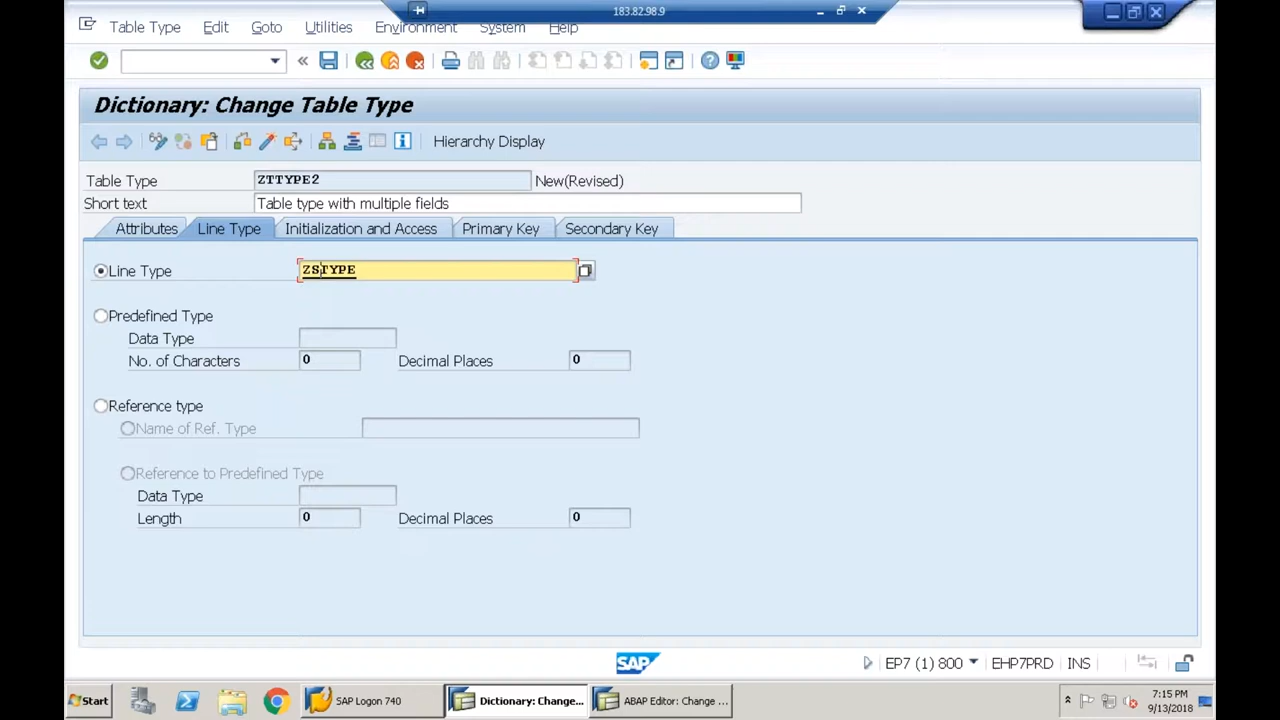 183.82.98.9
Table Type Edit Goto Utilities Environment System Help
Dictionary: Change Table Type
Hierarchy Display
Table Type ZTTYPE2 New(Revised)
Short text Table type with multiple fields
Attributes Line Type Initialization and Access Primary Key Secondary Key
Line Type ZSTYPE
Predefined Type
Data Type
No. of Characters 0 Decimal Places 0
Reference type
Name of Ref. Type
Reference to Predefined Type
Data Type
Length 0 Decimal Places 0
SAP EP7 (1) 800 EHP7PRD INS
Start SAP Logon 740 Dictionary: Change... ABAP Editor: Change ... 7:15 PM
9/13/2018